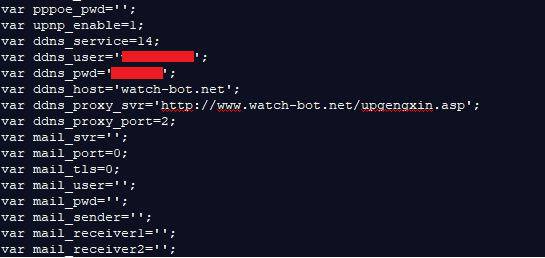 var pppoe_pwd='';
var upnp_enable=1;
var ddns_service=14;
var ddns_user=' ';
var ddns_pwd=' ';
var ddns_host='watch-bot.net';
var ddns_proxy_svr='http://www.watch-bot.net/upgengxin.asp';
var ddns_proxy_port=2;
var mail_svr='';
var mail_port=0;
var mail_tls=0;
var mail_user='';
var mail_pwd='';
var mail_sender='';
var mail_receiver1='';
var mail_receiver2='';